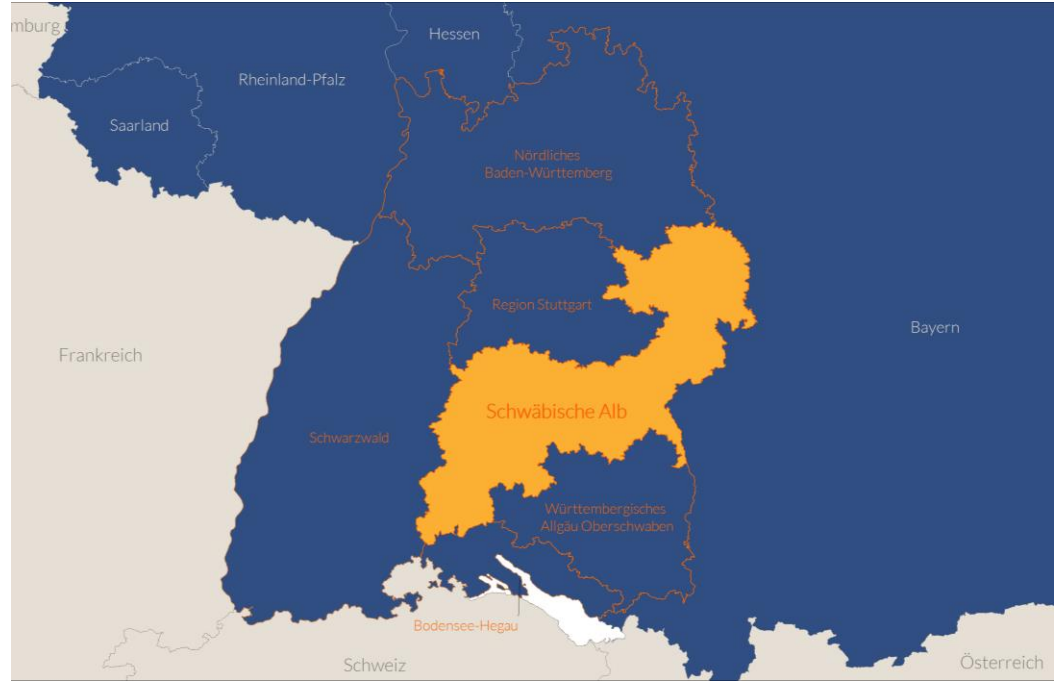 mburg
Hessen
Rheinland-Pfalz
Saarland
Nördliches
Baden-Württemberg
Region Stuttgart
Bayern
Frankreich
Schwäbische Alb
Schwarzwald
Württembergisches
Allgäu Oberschwaben
Bodensee-Hegau
Schweiz
Österreich